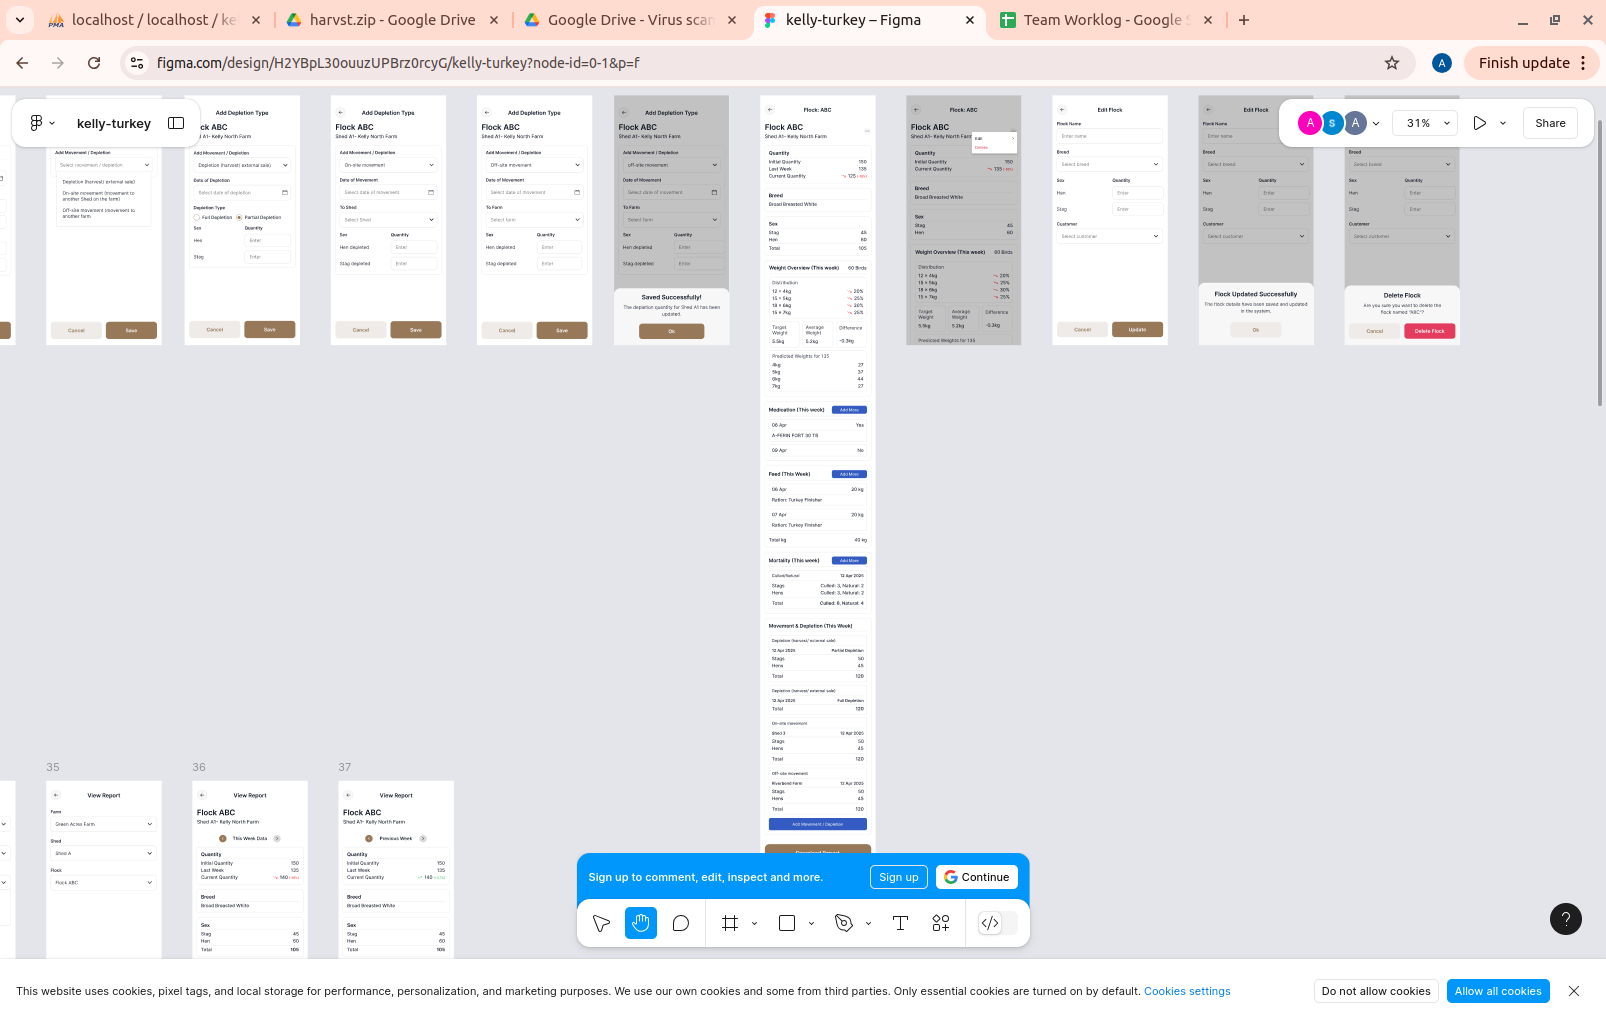 localhost / localhost / ke
harvst.zip - Google Drive
Google Drive - Virus scan
kelly-turkey – Figma
Team Worklog - Google S
figma.com/design/H2YBpL30ouuzUPBrz0rcyG/kelly-turkey?node-id=0-1&p=f
A
Finish update
kelly-turkey
A S A
31%
Share
Add Movement / Depletion
Select movement / depletion
Depletion (harvest/ external sale)
On-site movement (movement to
another Shed on the farm)
Off-site movement (movement to
another farm
Cancel
Save
Add Depletion Type
Flock ABC
Shed A1- Kelly North Farm
Add Movement / Depletion
Depletion (harvest/ external sale)
Date of Depletion
Select date of depletion
Depletion Type
Full Depletion
Partial Depletion
Sex Quantity
Hen Enter
Stag Enter
Cancel
Save
Add Depletion Type
Flock ABC
Shed A1- Kelly North Farm
Add Movement / Depletion
On-site movement
Date of Movement
Select date of movement
To Shed
Select Shed
Sex Quantity
Hen depleted Enter
Stag depleted Enter
Cancel
Save
Add Depletion Type
Flock ABC
Shed A1- Kelly North Farm
Add Movement / Depletion
Off-site movement
Date of Movement
Select date of movement
To Farm
Select farm
Sex Quantity
Hen depleted Enter
Stag depleted Enter
Cancel
Save
Add Depletion Type
Flock ABC
Shed A1- Kelly North Farm
Add Movement / Depletion
off-site movement
Date of Movement
Select date of movement
To Farm
Select farm
Sex Quantity
Hen depleted Enter
Stag depleted Enter
Saved Successfully!
The depletion quantity for Shed A1 has been
updated.
Ok
Flock: ABC
Flock ABC
Shed A1- Kelly North Farm
Quantity
Initial Quantity 150
Last Week 135
Current Quantity 125
Breed
Broad Breasted White
Sex
Stag 45
Hen 60
Total 105
Weight Overview (This week) 60 Birds
Distribution
12 × 4kg 20%
15 × 5kg 25%
18 × 6kg 30%
15 × 7kg 25%
Target
Weight
5.5kg
Average
Weight
5.2kg
Difference
-0.3kg
Predicted Weights for 135
4kg 27
5kg 37
6kg 44
7kg 27
Medication (This week) Add More
08 Apr Yes
A-FERIN FORT 30 TB
09 Apr No
Feed (This Week) Add More
06 Apr 20 kg
Ration: Turkey Finisher
07 Apr 20 kg
Ration: Turkey Finisher
Total kg 40 kg
Mortality (This week) Add More
Culled/Natural 12 Apr 2025
Stags Culled: 3, Natural: 2
Hens Culled: 3, Natural: 2
Total Culled: 6, Natural: 4
Movement & Depletion (This Week)
Depletion (harvest/ external sale)
12 Apr 2025 Partial Depletion
Stags 50
Hens 45
Total 120
Depletion (harvest/ external sale)
12 Apr 2025 Full Depletion
Total 120
On-site movement
Shed 3 12 Apr 2025
Stags 50
Hens 45
Total 120
Off-site movement
Riverbend Farm 12 Apr 2025
Stags 50
Hens 45
Total 120
Add Movement / Depletion
Flock: ABC
Flock ABC
Shed A1- Kelly North Farm
Edit
Delete
Quantity
Initial Quantity 150
Last Week 135
Current Quantity 135
Breed
Broad Breasted White
Sex
Stag 45
Hen 60
Weight Overview (This week) 60 Birds
Distribution
12 × 4kg 20%
15 × 5kg 25%
18 × 6kg 30%
15 × 7kg 25%
Target
Weight
5.5kg
Average
Weight
5.2kg
Difference
-0.3kg
Predicted Weights for 135
Edit Flock
Flock Name
Enter name
Breed
Select breed
Sex Quantity
Hen Enter
Stag Enter
Customer
Select customer
Cancel
Update
Edit Flock
Flock Name
Enter name
Breed
Select breed
Sex Quantity
Hen Enter
Stag Enter
Customer
Select customer
Flock Updated Successfully
The flock details have been saved and updated
in the system.
Ok
Breed
Select breed
Sex Quantity
Hen Enter
Stag Enter
Customer
Select customer
Delete Flock
Are you sure you want to delete the
flock named "ABC"?
Cancel
Delete Flock
35
View Report
Farm
Green Acres Farm
Shed
Shed A
Flock
Flock ABC
36
View Report
Flock ABC
Shed A1- Kelly North Farm
This Week Data
Quantity
Initial Quantity 150
Last Week 135
Current Quantity 140
Breed
Broad Breasted White
Sex
Stag 45
Hen 60
Total 105
37
View Report
Flock ABC
Shed A1- Kelly North Farm
Previous Week
Quantity
Initial Quantity 150
Last Week 135
Current Quantity 140
Breed
Broad Breasted White
Sex
Stag 45
Hen 60
Total 105
Sign up to comment, edit, inspect and more.
Sign up
Continue
This website uses cookies, pixel tags, and local storage for performance, personalization, and marketing purposes. We use our own cookies and some from third parties. Only essential cookies are turned on by default. Cookies settings
Do not allow cookies
Allow all cookies